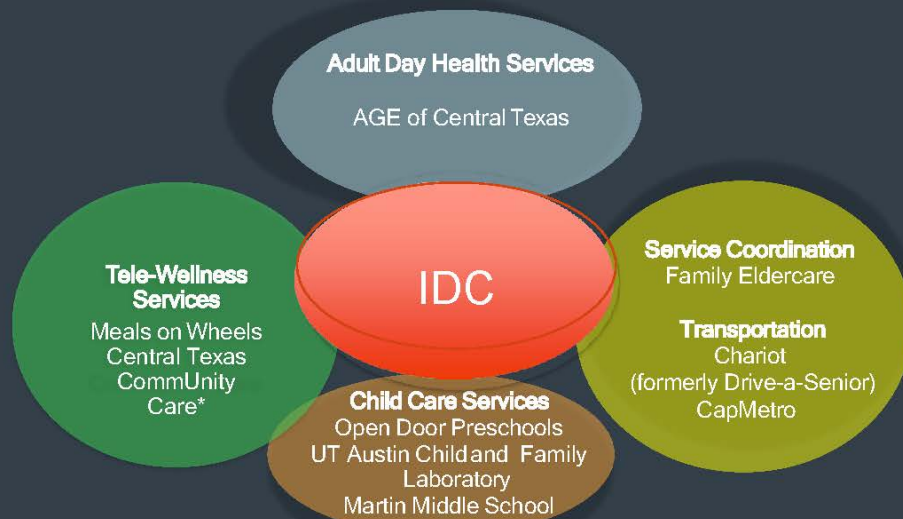 Adult Day Health Services
AGE of Central Texas
IDC
Tele-Wellness
Services
Meals on Wheels
Central Texas
CommUnity
Care*
Service Coordination
Family Eldercare
Transportation
Chariot
(formerly Drive-a-Senior)
CapMetro
Child Care Services
Open Door Preschools
UT Austin Child and Family
Laboratory
Martin Middle School